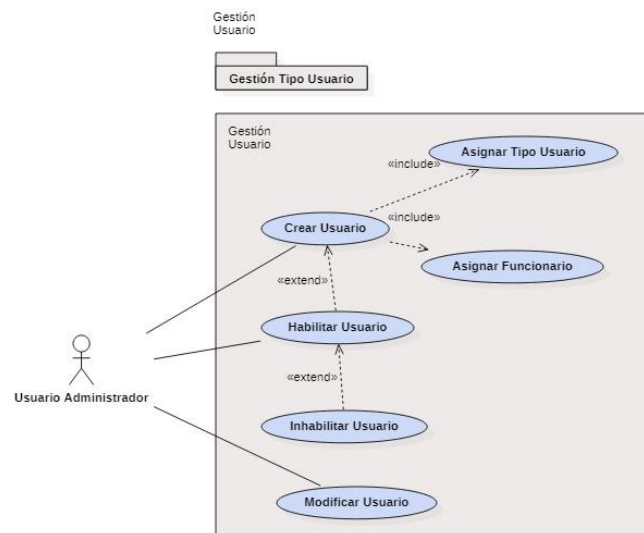 Gestión
Usuario
Gestión Tipo Usuario
Gestión
Usuario
Asignar Tipo Usuario
«include»
Crear Usuario
«include»
Asignar Funcionario
«extend»
Habilitar Usuario
Usuario Administrador
«extend»
Inhabilitar Usuario
Modificar Usuario